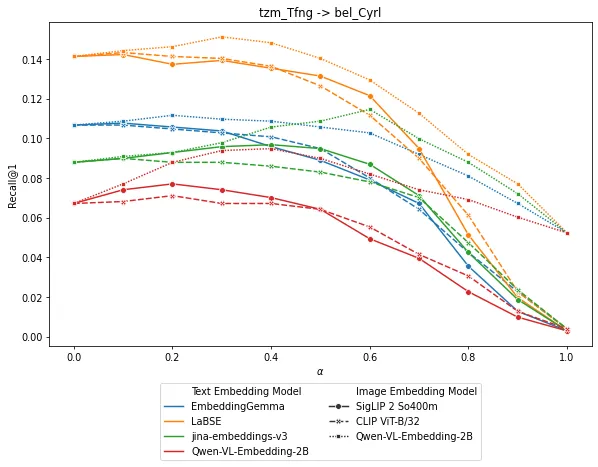 tzm_Tfng -> bel_Cyrl
Recall@1
0.14
0.12
0.10
0.08
0.06
0.04
0.02
0.00
0.0 0.2 0.4 0.6 0.8 1.0
α
Text Embedding Model Image Embedding Model
EmbeddingGemma SigLIP 2 So400m
LaBSE CLIP ViT-B/32
jina-embeddings-v3 Qwen-VL-Embedding-2B
Qwen-VL-Embedding-2B